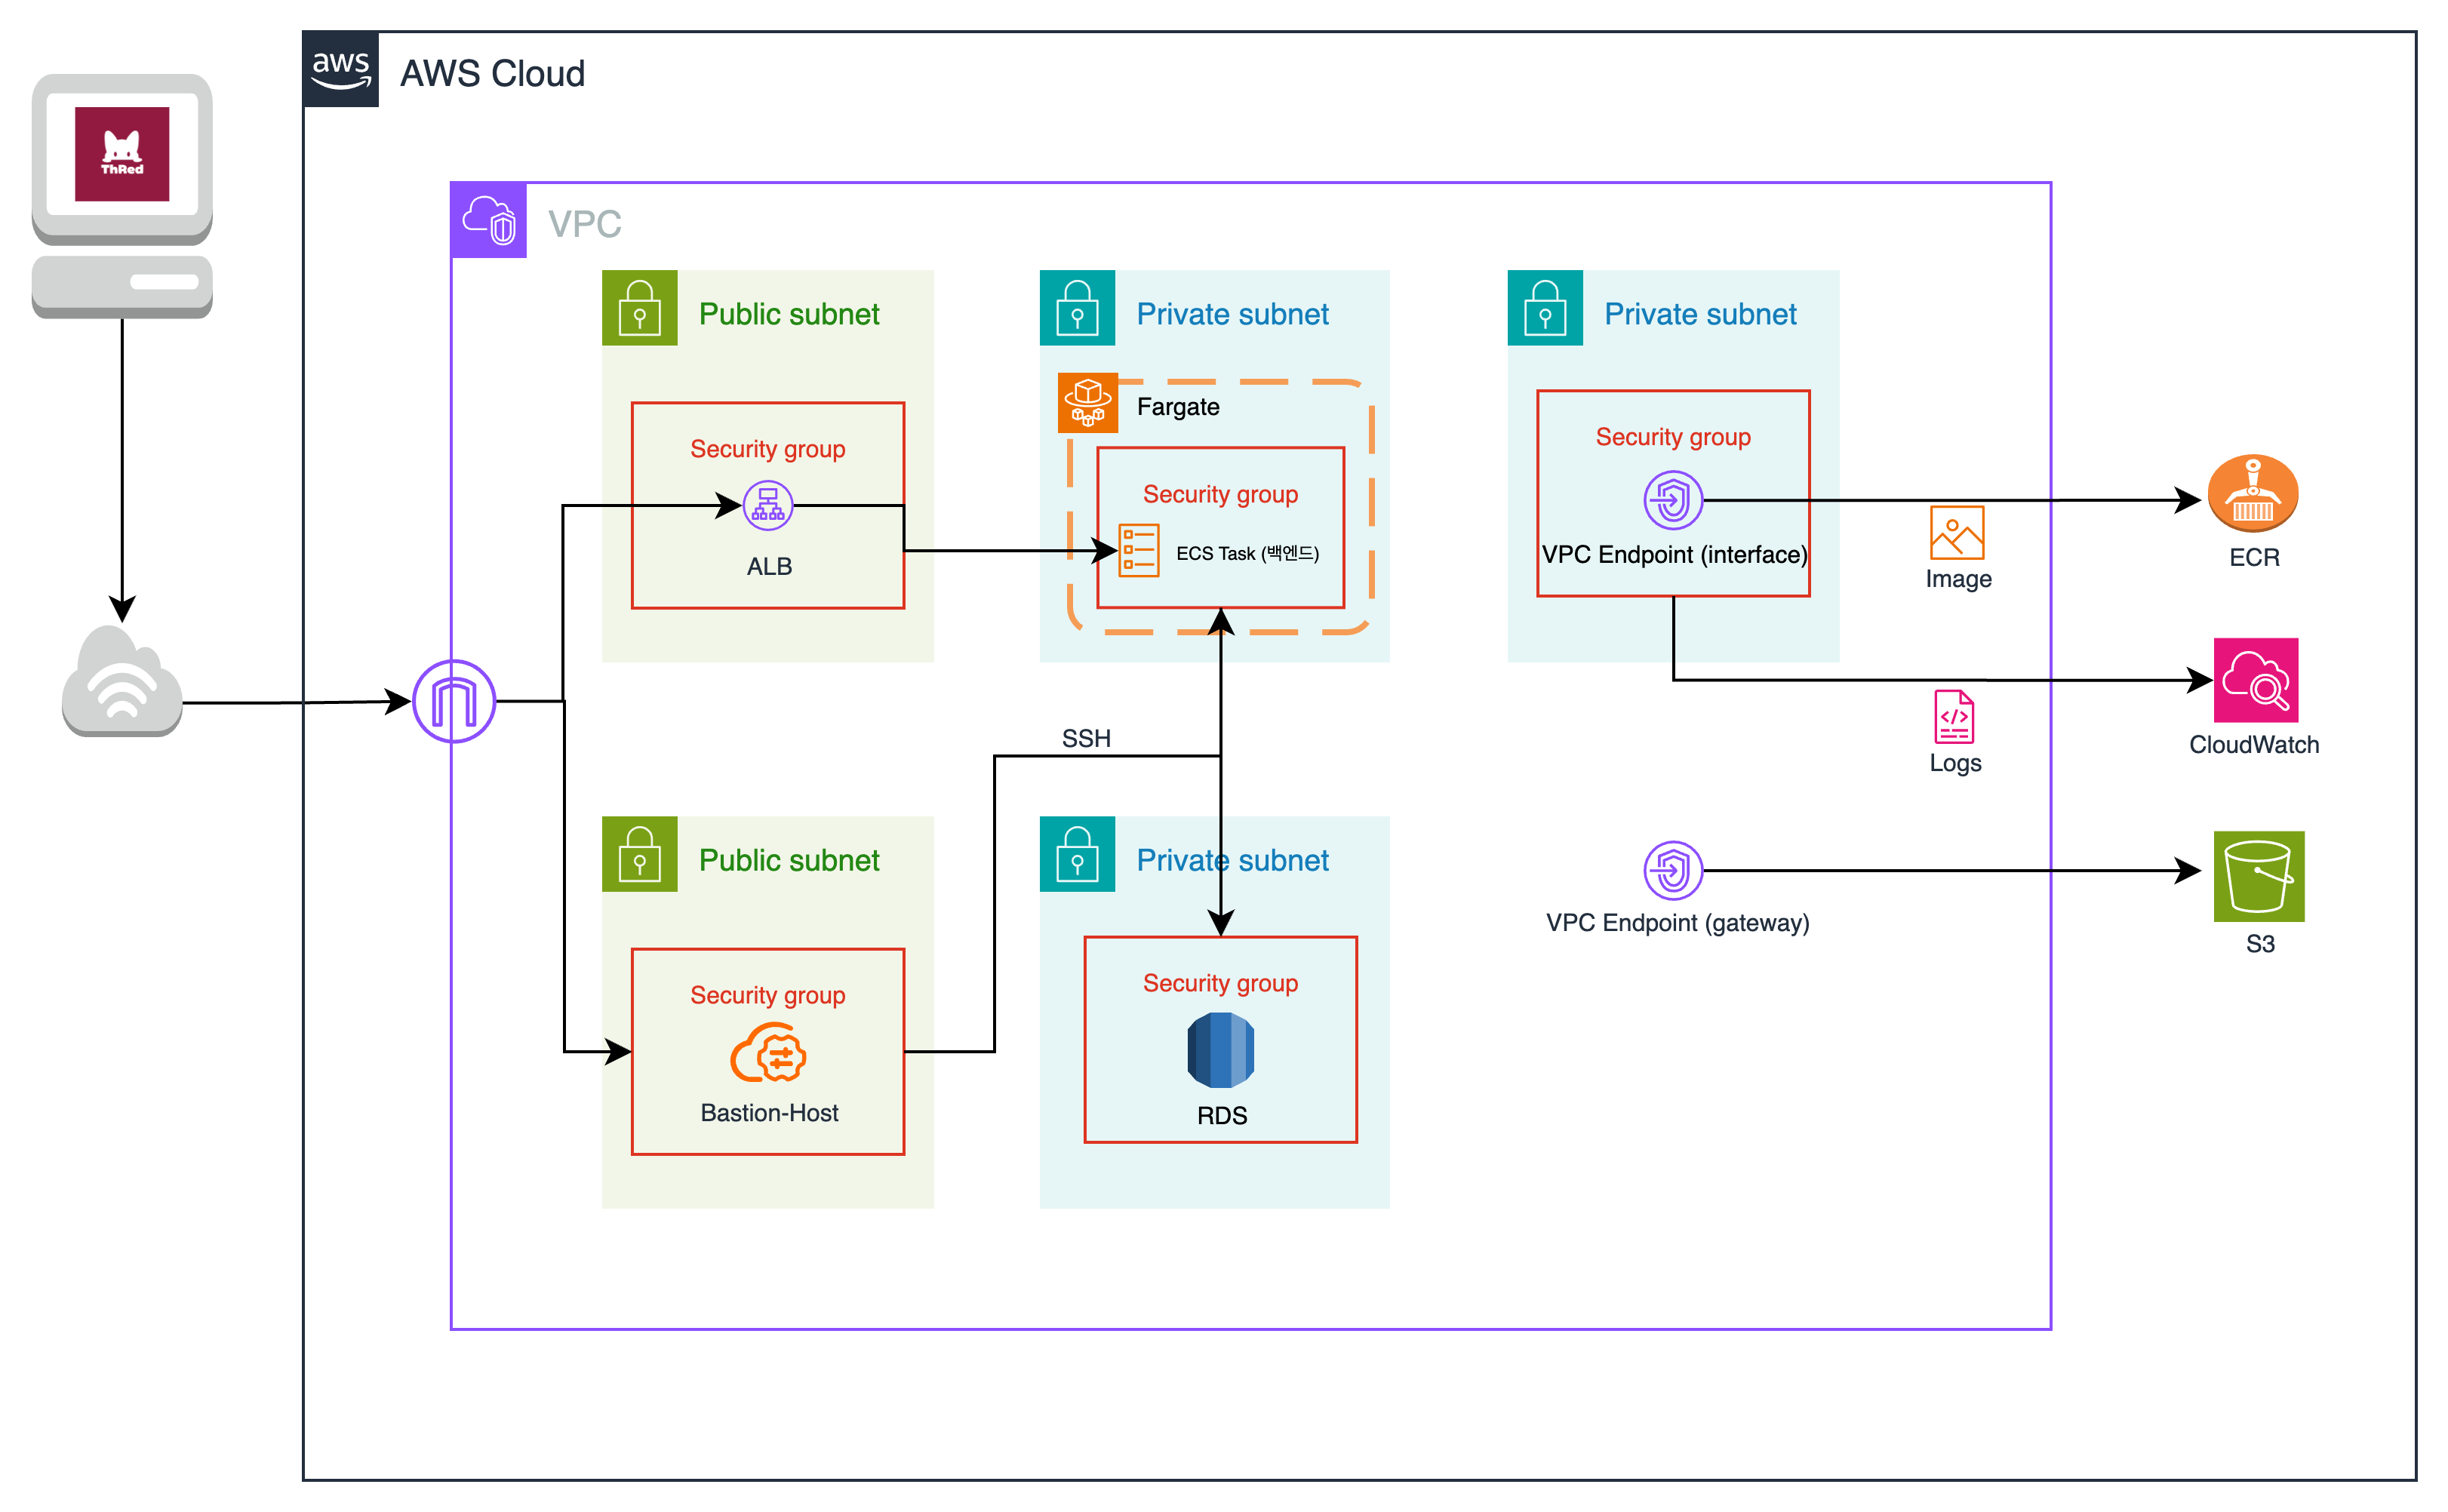 aws
AWS Cloud
ThRed
VPC
Public subnet
Private subnet
Private subnet
Fargate
Security group
ALB
Security group
ECS Task (백엔드)
Security group
VPC Endpoint (interface)
Image
ECR
Logs
CloudWatch
SSH
Public subnet
Private subnet
VPC Endpoint (gateway)
S3
Security group
Bastion-Host
Security group
RDS